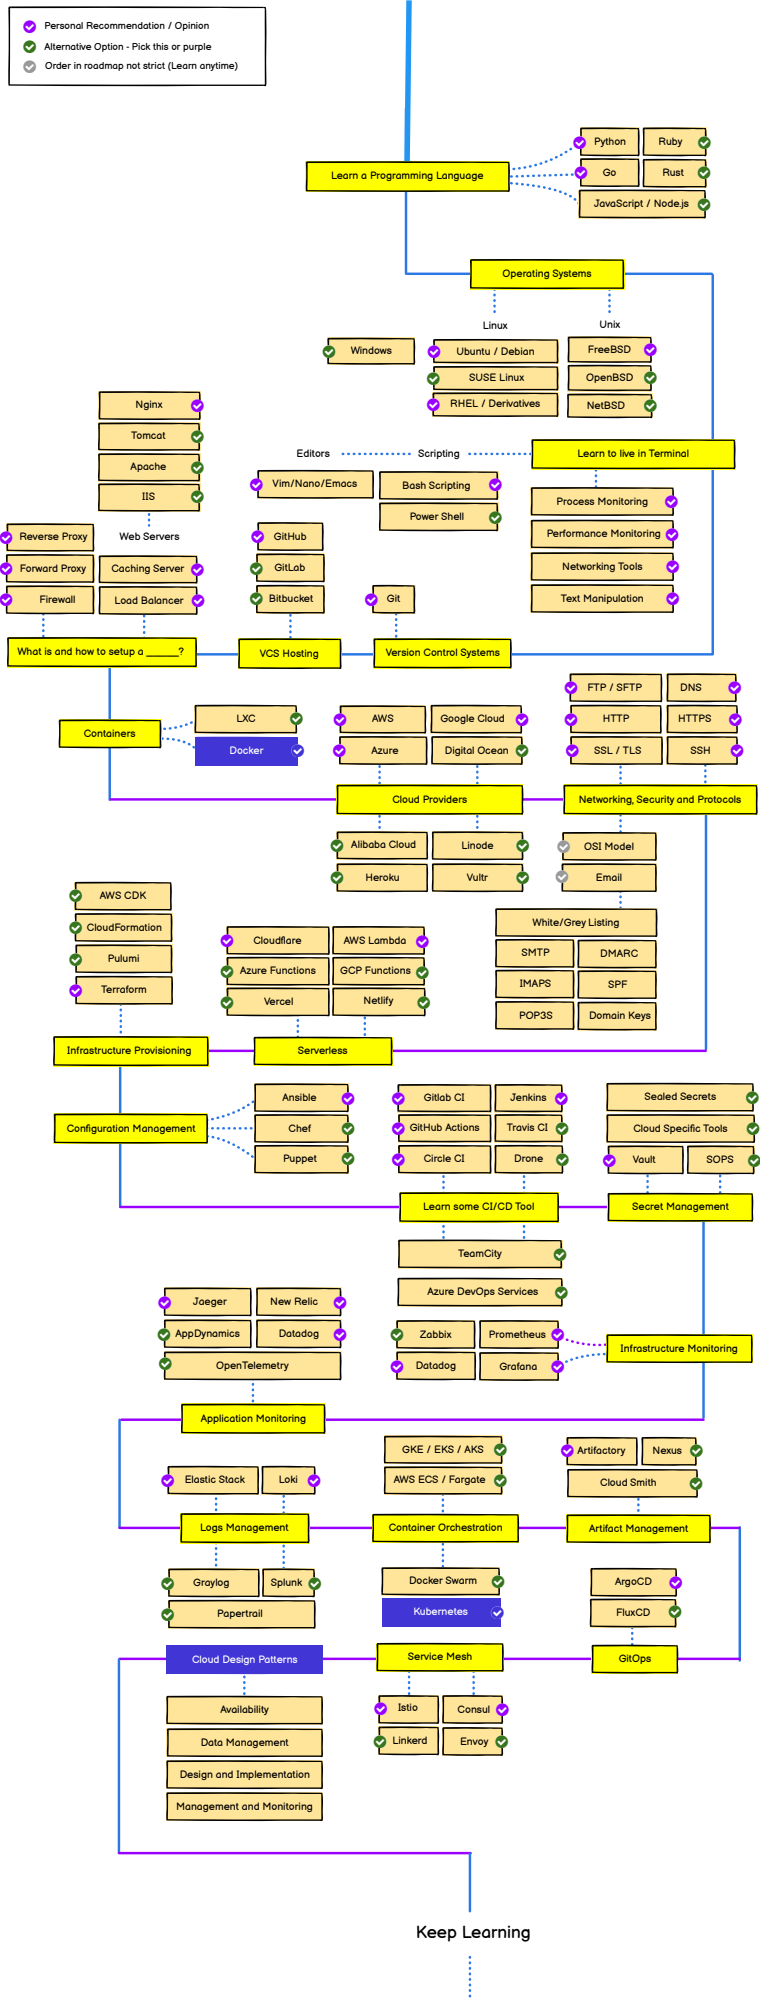 Personal Recommendation / Opinion
Alternative Option - Pick this or purple
Order in roadmap not strict (Learn anytime)
Learn a Programming Language
Python
Ruby
Go
Rust
JavaScript / Node.js
Operating Systems
Linux
Unix
Windows
Ubuntu / Debian
SUSE Linux
RHEL / Derivatives
FreeBSD
OpenBSD
NetBSD
Learn to live in Terminal
Scripting
Editors
Vim/Nano/Emacs
Bash Scripting
Power Shell
Process Monitoring
Performance Monitoring
Networking Tools
Text Manipulation
Git
Version Control Systems
GitHub
GitLab
Bitbucket
VCS Hosting
Nginx
Tomcat
Apache
IIS
Web Servers
Reverse Proxy
Forward Proxy
Caching Server
Firewall
Load Balancer
What is and how to setup a ______?
Containers
LXC
Docker
AWS
Google Cloud
Azure
Digital Ocean
Cloud Providers
Alibaba Cloud
Linode
Heroku
Vultr
FTP / SFTP
DNS
HTTP
HTTPS
SSL / TLS
SSH
Networking, Security and Protocols
OSI Model
Email
White/Grey Listing
SMTP
DMARC
IMAPS
SPF
POP3S
Domain Keys
Cloudflare
AWS Lambda
Azure Functions
GCP Functions
Vercel
Netlify
Serverless
AWS CDK
CloudFormation
Pulumi
Terraform
Infrastructure Provisioning
Configuration Management
Ansible
Chef
Puppet
Gitlab CI
Jenkins
GitHub Actions
Travis CI
Circle CI
Drone
Learn some CI/CD Tool
TeamCity
Azure DevOps Services
Sealed Secrets
Cloud Specific Tools
Vault
SOPS
Secret Management
Infrastructure Monitoring
Zabbix
Prometheus
Datadog
Grafana
Jaeger
New Relic
AppDynamics
Datadog
OpenTelemetry
Application Monitoring
Elastic Stack
Loki
Logs Management
Graylog
Splunk
Papertrail
GKE / EKS / AKS
AWS ECS / Fargate
Container Orchestration
Docker Swarm
Kubernetes
Artifactory
Nexus
Cloud Smith
Artifact Management
ArgoCD
FluxCD
GitOps
Service Mesh
Istio
Consul
Linkerd
Envoy
Cloud Design Patterns
Availability
Data Management
Design and Implementation
Management and Monitoring
Keep Learning